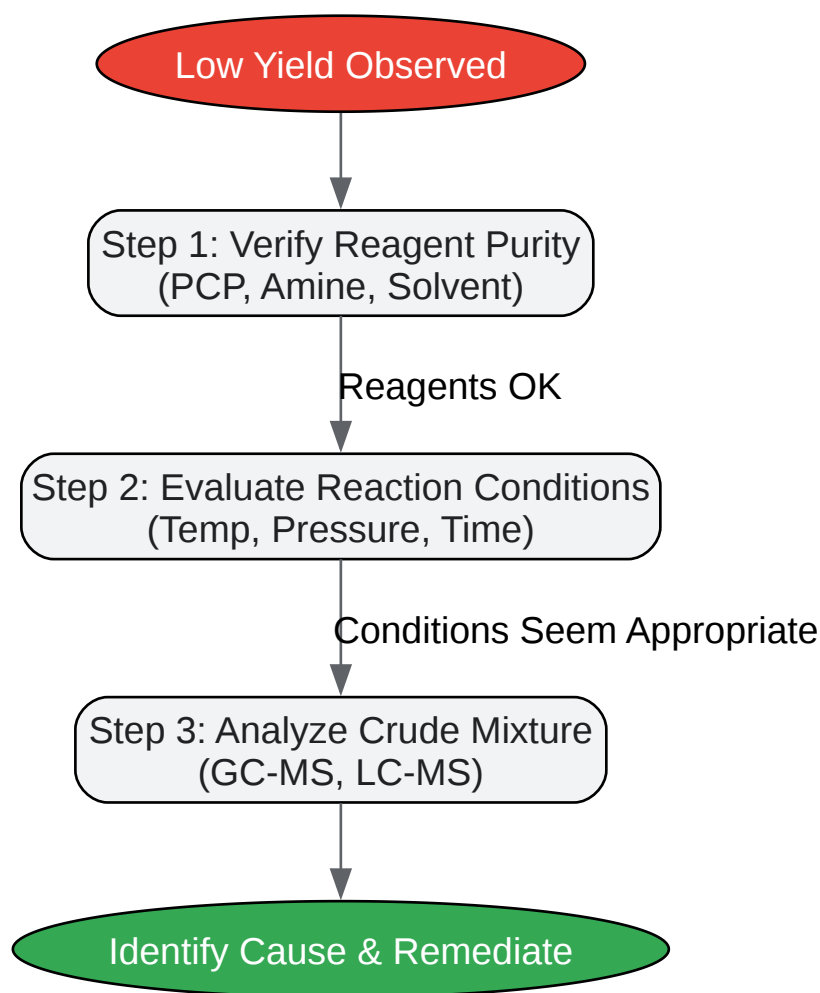 Low Yield Observed
Step 1: Verify Reagent Purity
(PCP, Amine, Solvent)
Reagents OK
Step 2: Evaluate Reaction Conditions
(Temp, Pressure, Time)
Conditions Seem Appropriate
Step 3: Analyze Crude Mixture
(GC-MS, LC-MS)
Identify Cause & Remediate